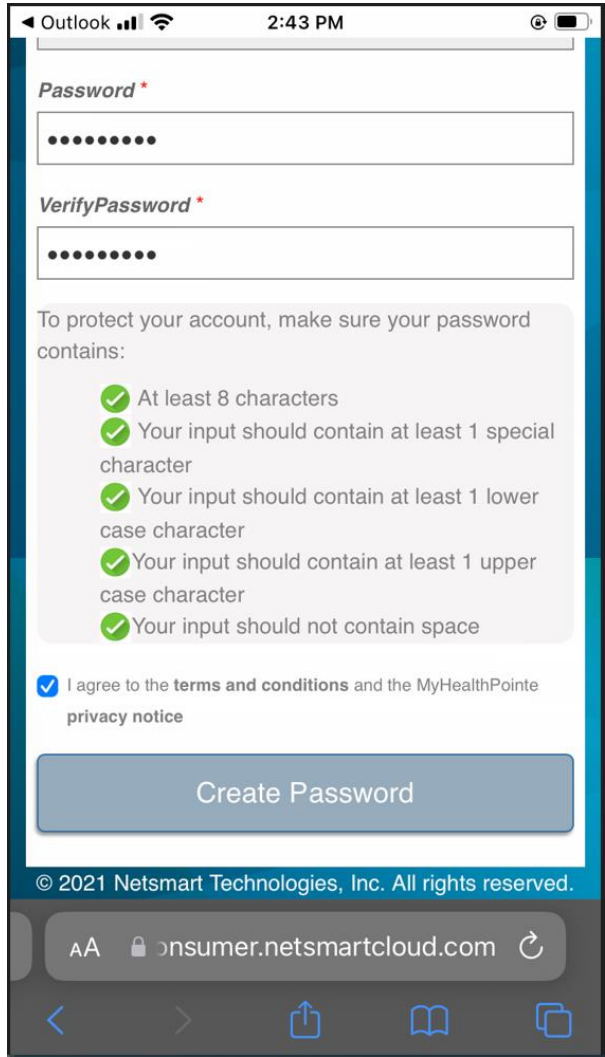 ◀ Outlook 2:43 PM
Password *
•••••••••
VerifyPassword *
•••••••••
To protect your account, make sure your password
contains:
At least 8 characters
Your input should contain at least 1 special
character
Your input should contain at least 1 lower
case character
Your input should contain at least 1 upper
case character
Your input should not contain space
I agree to the terms and conditions and the MyHealthPointe
privacy notice
Create Password
© 2021 Netsmart Technologies, Inc. All rights reserved.
AA onsumer.netsmartcloud.com